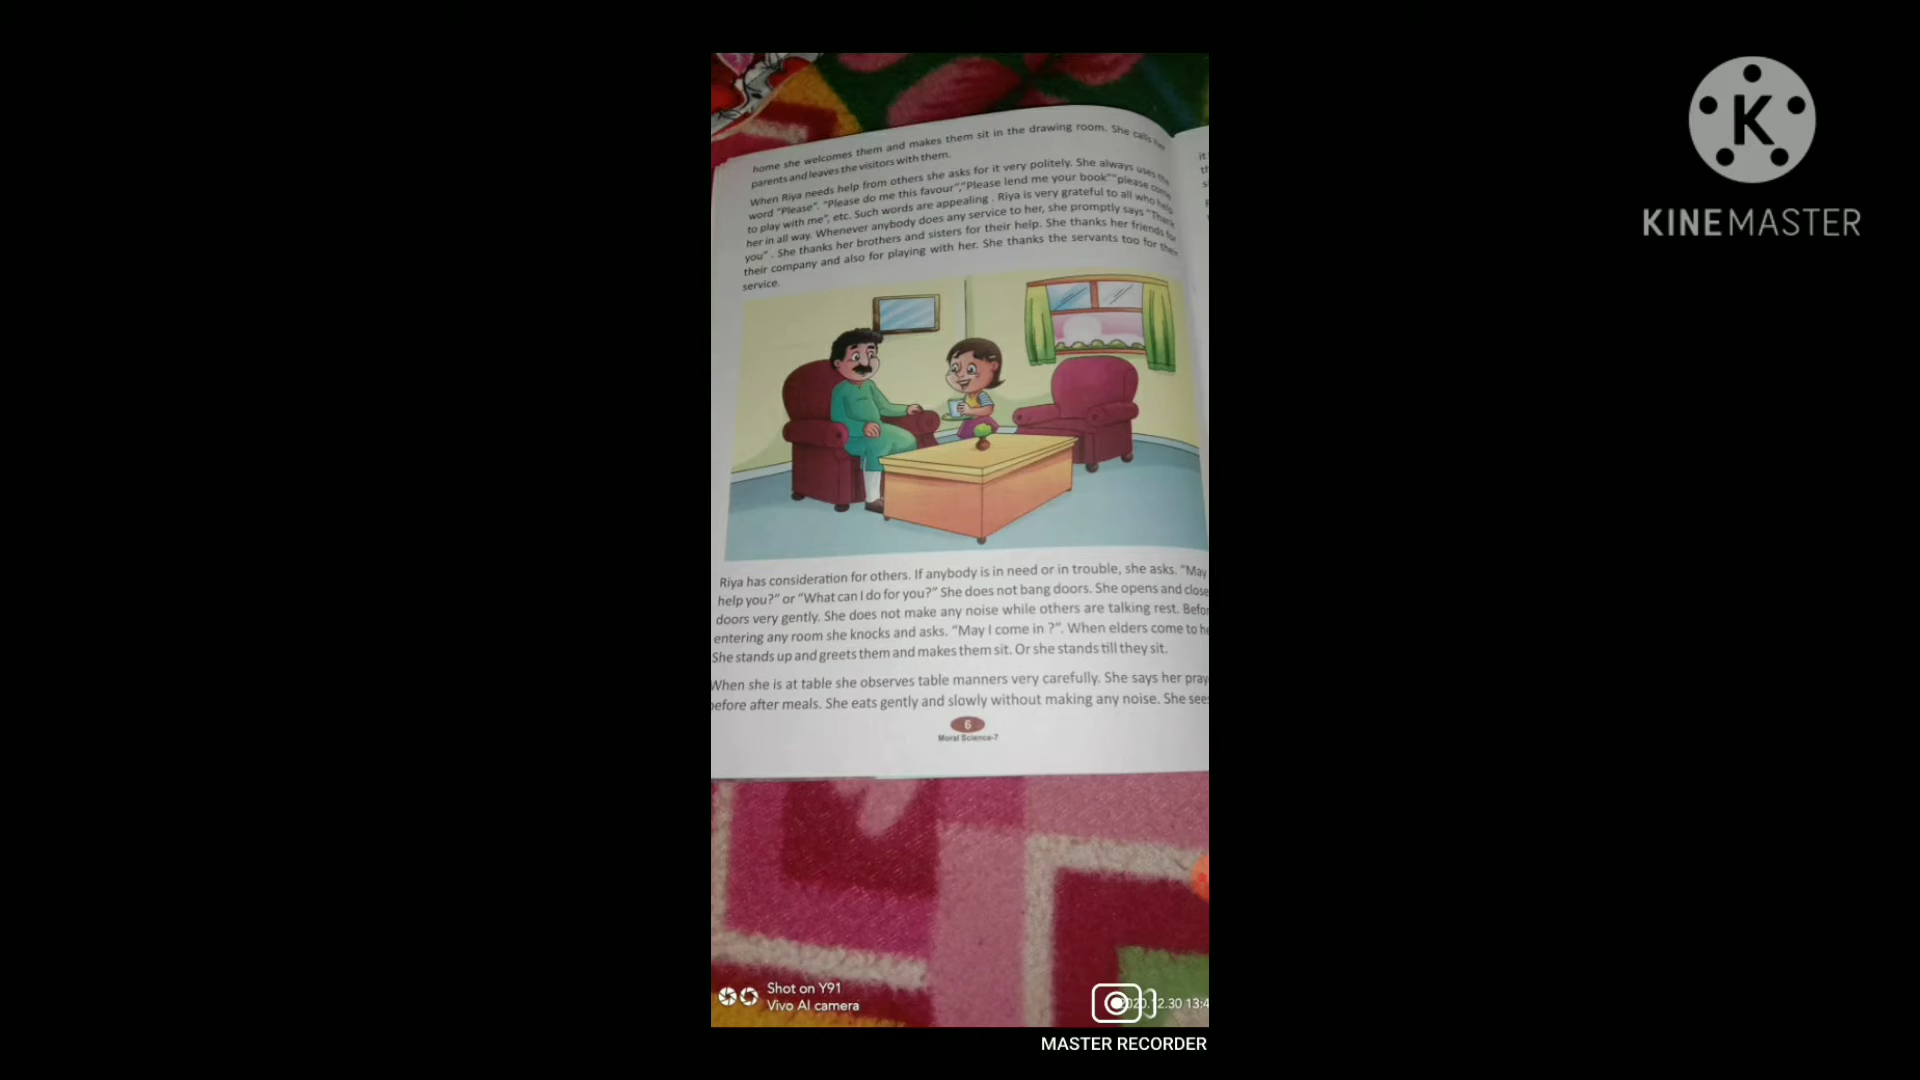 home she welcomes them and makes them sit in the drawing room. She calls her
parents and leaves the visitors with them.
When Riya needs help from others she asks for it very politely. She always uses the
word "Please". "Please do me this favour","Please lend me your book""please come
to play with me", etc. Such words are appealing . Riya is very grateful to all who help
her in all way. Whenever anybody does any service to her, she promptly says "Thank
you" . She thanks her brothers and sisters for their help. She thanks her friends for
their company and also for playing with her. She thanks the servants too for their
service.
Riya has consideration for others. If anybody is in need or in trouble, she asks. "May
help you?" or "What can I do for you?" She does not bang doors. She opens and close
doors very gently. She does not make any noise while others are talking rest. Befor
entering any room she knocks and asks. "May I come in ?". When elders come to he
She stands up and greets them and makes them sit. Or she stands till they sit.
When she is at table she observes table manners very carefully. She says her pray
before after meals. She eats gently and slowly without making any noise. She sees
6
Moral Science-7
it
th
s
K
KINEMASTER
Shot on Y91
Vivo AI camera
2020.12.30 13:4
MASTER RECORDER